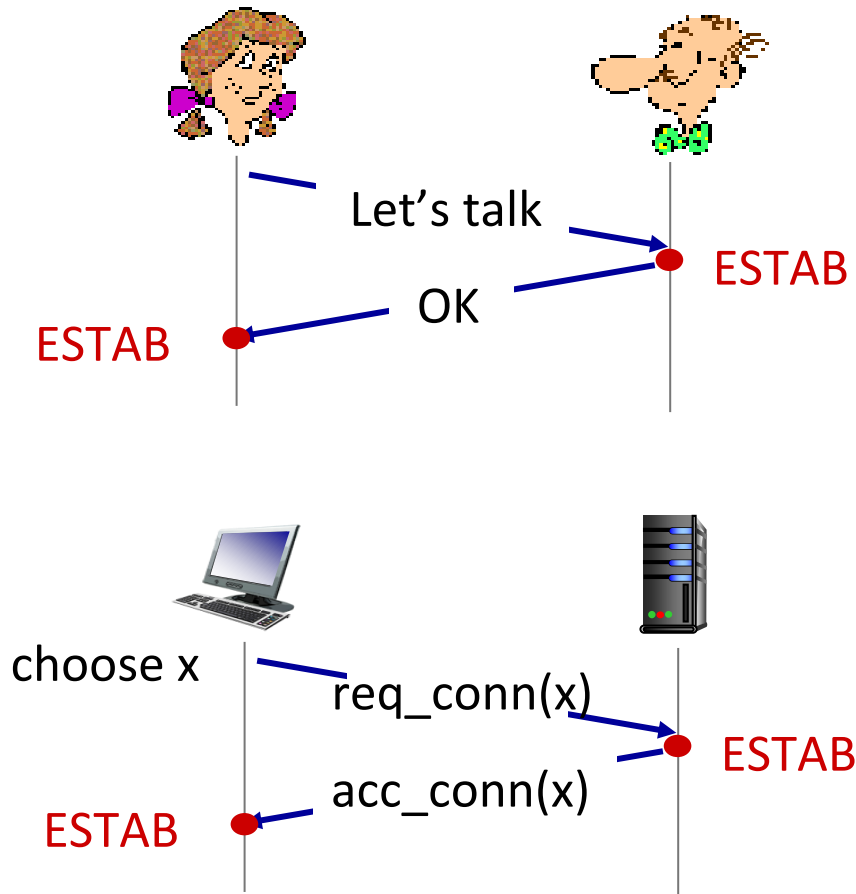 Let’s talk
ESTAB
OK
ESTAB
choose x
req_conn(x)
ESTAB
acc_conn(x)
ESTAB